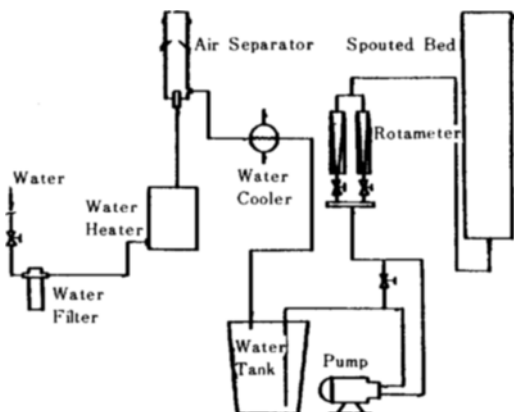 Air Separator
Spouted Bed
Rotameter
Water
Water
Cooler
Water
Heater
Water
Filter
Water
Tank
Pump